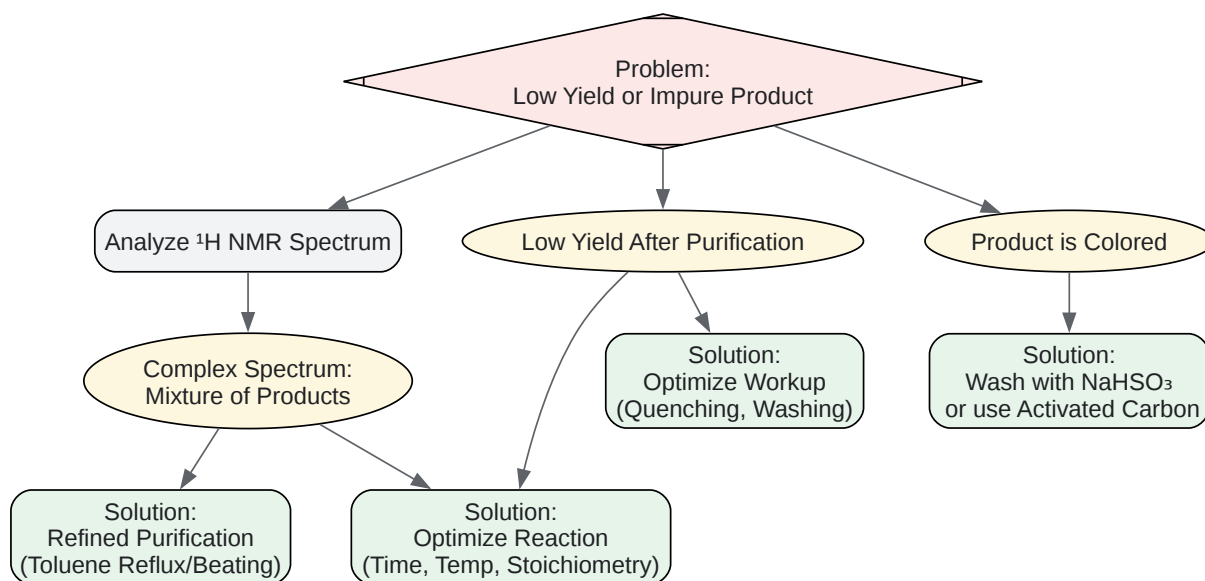 Problem:
Low Yield or Impure Product
Analyze ¹H NMR Spectrum
Low Yield After Purification
Product is Colored
Complex Spectrum:
Mixture of Products
Solution:
Optimize Workup
(Quenching, Washing)
Solution:
Wash with NaHSO₃
or use Activated Carbon
Solution:
Refined Purification
(Toluene Reflux/Beating)
Solution:
Optimize Reaction
(Time, Temp, Stoichiometry)